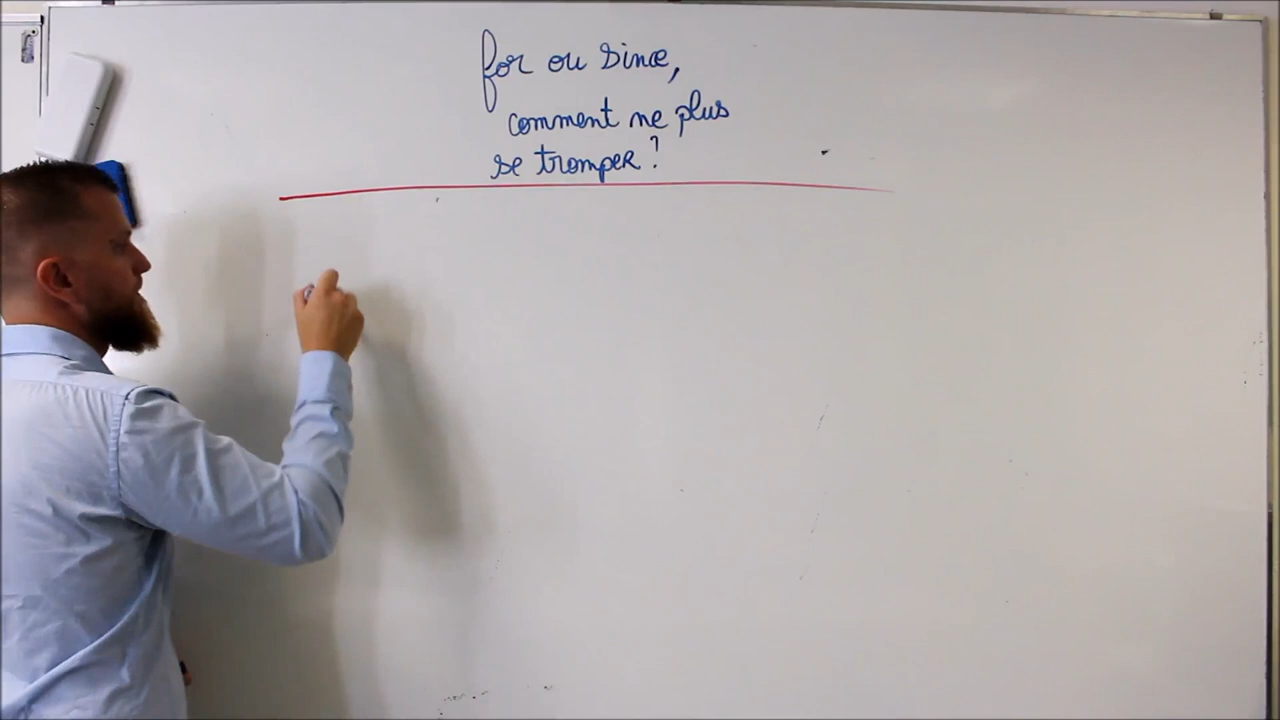 for ou since,
comment ne plus
se tromper ?